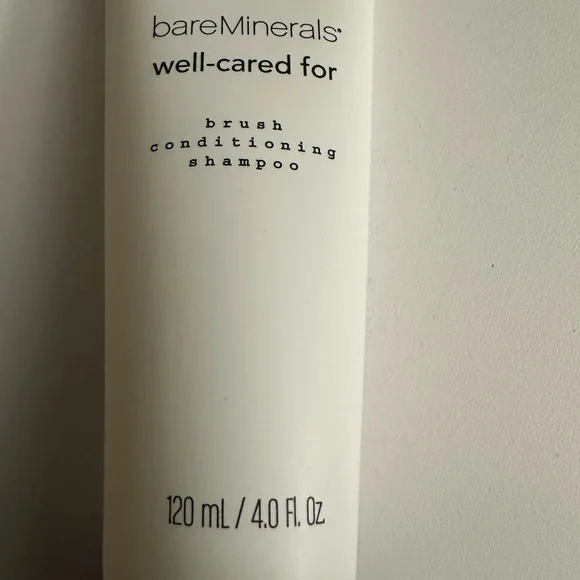 bareMinerals
well-cared for
brush
conditioning
shampoo
120 mL / 4.0 Fl. Oz